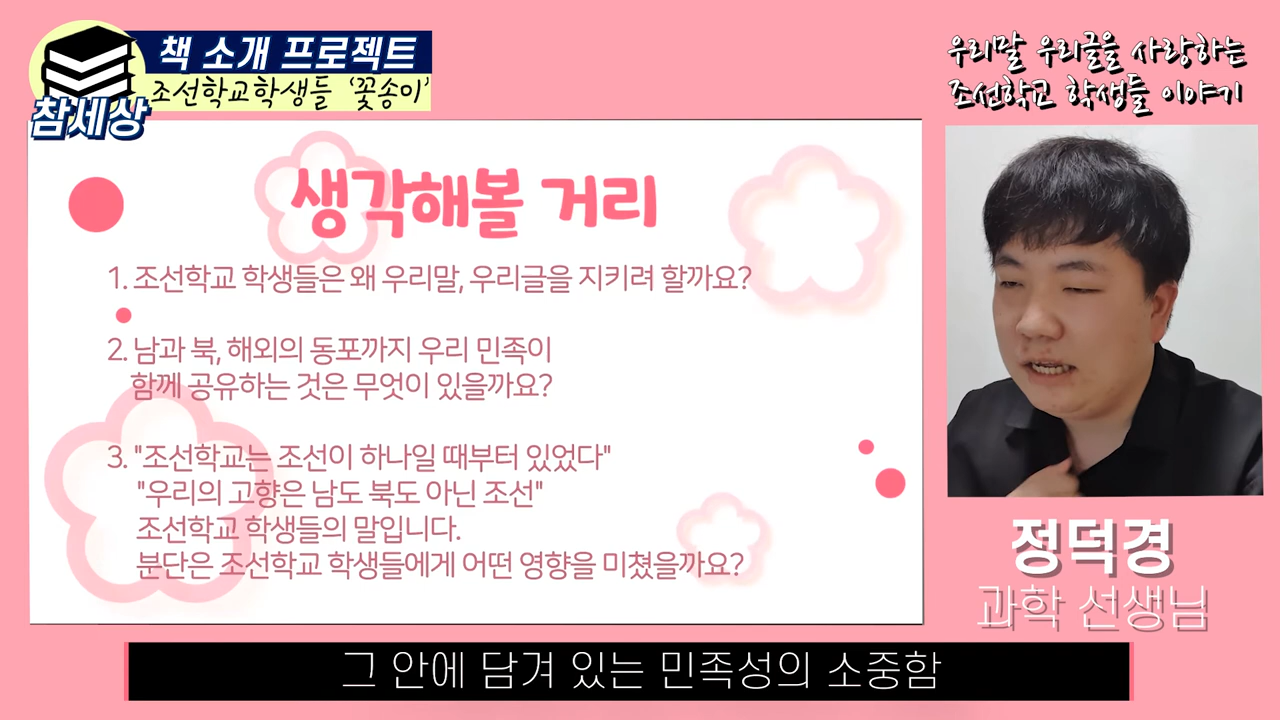 책 소개 프로젝트
조선학교학생들 ‘꽃송이’
참세상
우리말 우리글을 사랑하는
조선학교 학생들 이야기
생각해볼 거리
1. 조선학교 학생들은 왜 우리말, 우리글을 지키려 할까요?
2. 남과 북, 해외의 동포까지 우리 민족이
함께 공유하는 것은 무엇이 있을까요?
3. "조선학교는 조선이 하나일 때부터 있었다"
"우리의 고향은 남도 북도 아닌 조선"
조선학교 학생들의 말입니다.
분단은 조선학교 학생들에게 어떤 영향을 미쳤을까요?
정덕경
과학 선생님
그 안에 담겨 있는 민족성의 소중함